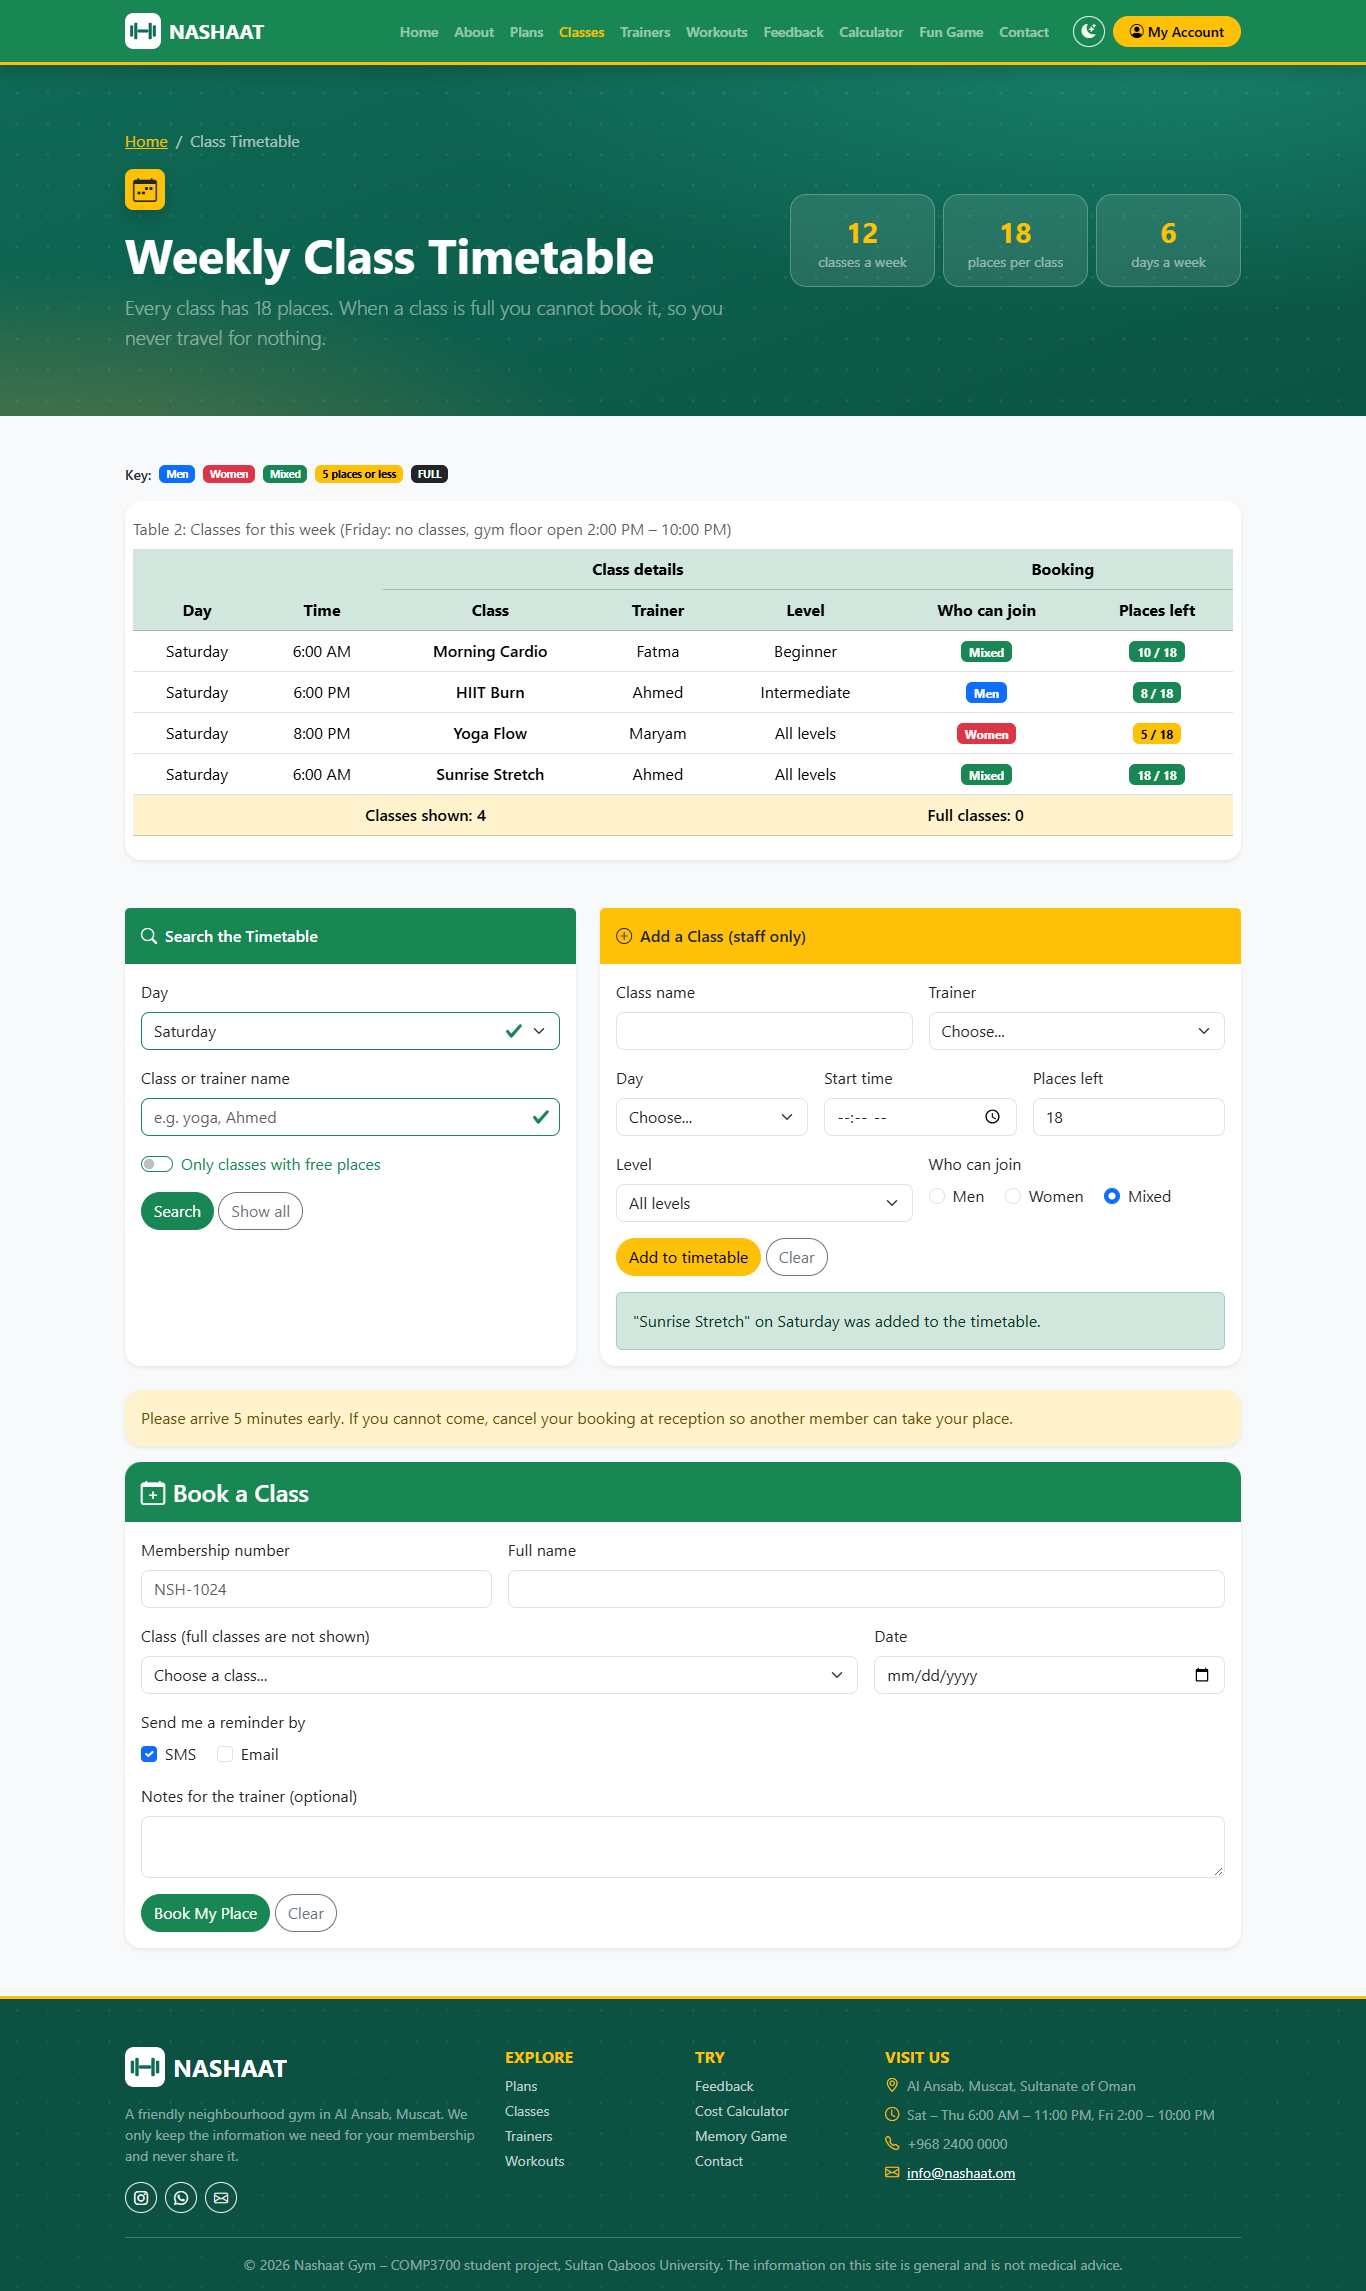 NASHAAT
Home About Plans Classes Trainers Workouts Feedback Calculator Fun Game Contact My Account
Home / Class Timetable
Weekly Class Timetable
Every class has 18 places. When a class is full you cannot book it, so you
never travel for nothing.
12
classes a week
18
places per class
6
days a week
Key: Men Women Mixed 5 places or less FULL
Table 2: Classes for this week (Friday: no classes, gym floor open 2:00 PM – 10:00 PM)
Class details Booking
Day Time Class Trainer Level Who can join Places left
Saturday 6:00 AM Morning Cardio Fatma Beginner Mixed 10 / 18
Saturday 6:00 PM HIIT Burn Ahmed Intermediate Men 8 / 18
Saturday 8:00 PM Yoga Flow Maryam All levels Women 5 / 18
Saturday 6:00 AM Sunrise Stretch Ahmed All levels Mixed 18 / 18
Classes shown: 4 Full classes: 0
Search the Timetable
Day
Saturday
Class or trainer name
e.g. yoga, Ahmed
Only classes with free places
Search Show all
Add a Class (staff only)
Class name Trainer
Choose...
Day Start time Places left
Choose... --:-- -- 18
Level Who can join
All levels Men Women Mixed
Add to timetable Clear
"Sunrise Stretch" on Saturday was added to the timetable.
Please arrive 5 minutes early. If you cannot come, cancel your booking at reception so another member can take your place.
Book a Class
Membership number Full name
NSH-1024
Class (full classes are not shown) Date
Choose a class... mm/dd/yyyy
Send me a reminder by
SMS Email
Notes for the trainer (optional)
Book My Place Clear
NASHAAT
A friendly neighbourhood gym in Al Ansab, Muscat. We
only keep the information we need for your membership
and never share it.
EXPLORE
Plans
Classes
Trainers
Workouts
TRY
Feedback
Cost Calculator
Memory Game
Contact
VISIT US
Al Ansab, Muscat, Sultanate of Oman
Sat – Thu 6:00 AM – 11:00 PM, Fri 2:00 – 10:00 PM
+968 2400 0000
info@nashaat.om
© 2026 Nashaat Gym – COMP3700 student project, Sultan Qaboos University. The information on this site is general and is not medical advice.